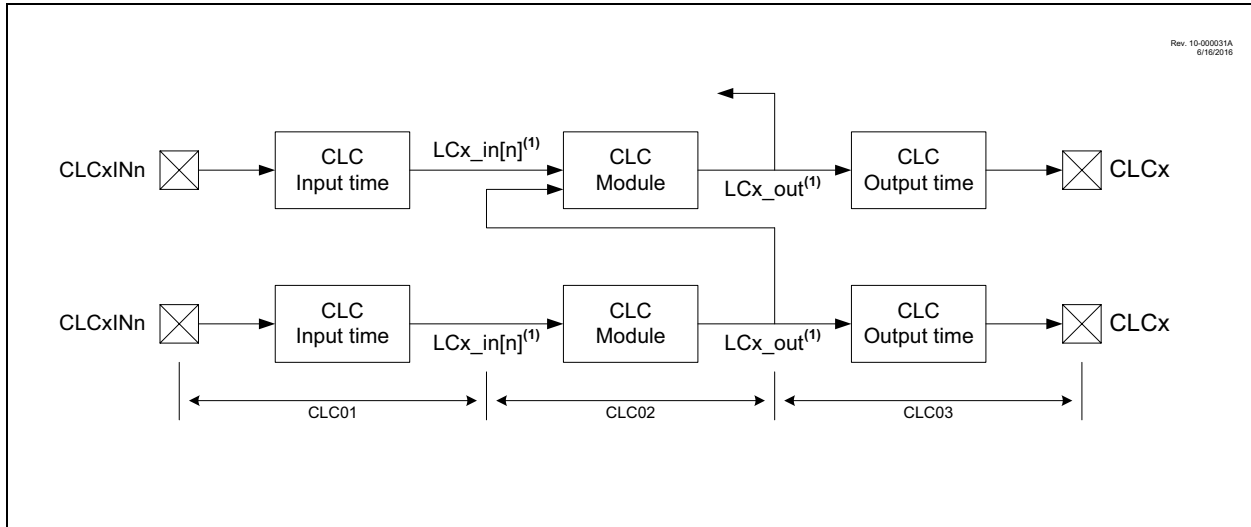 Rev. 10-000031A
6/16/2016
CLCxINn
CLC
Input time
LCx_in[n](1)
CLC
Module
LCx_out(1)
CLC
Output time
CLCx
CLCxINn
CLC
Input time
LCx_in[n](1)
CLC
Module
LCx_out(1)
CLC
Output time
CLCx
CLC01
CLC02
CLC03